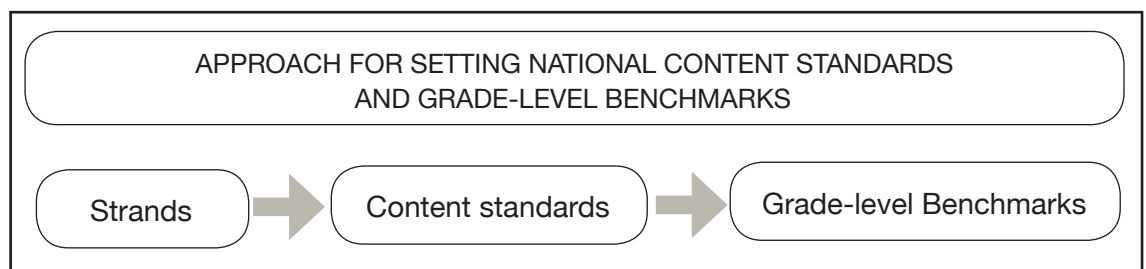 APPROACH FOR SETTING NATIONAL CONTENT STANDARDS
AND GRADE-LEVEL BENCHMARKS
Strands
Content standards
Grade-level Benchmarks